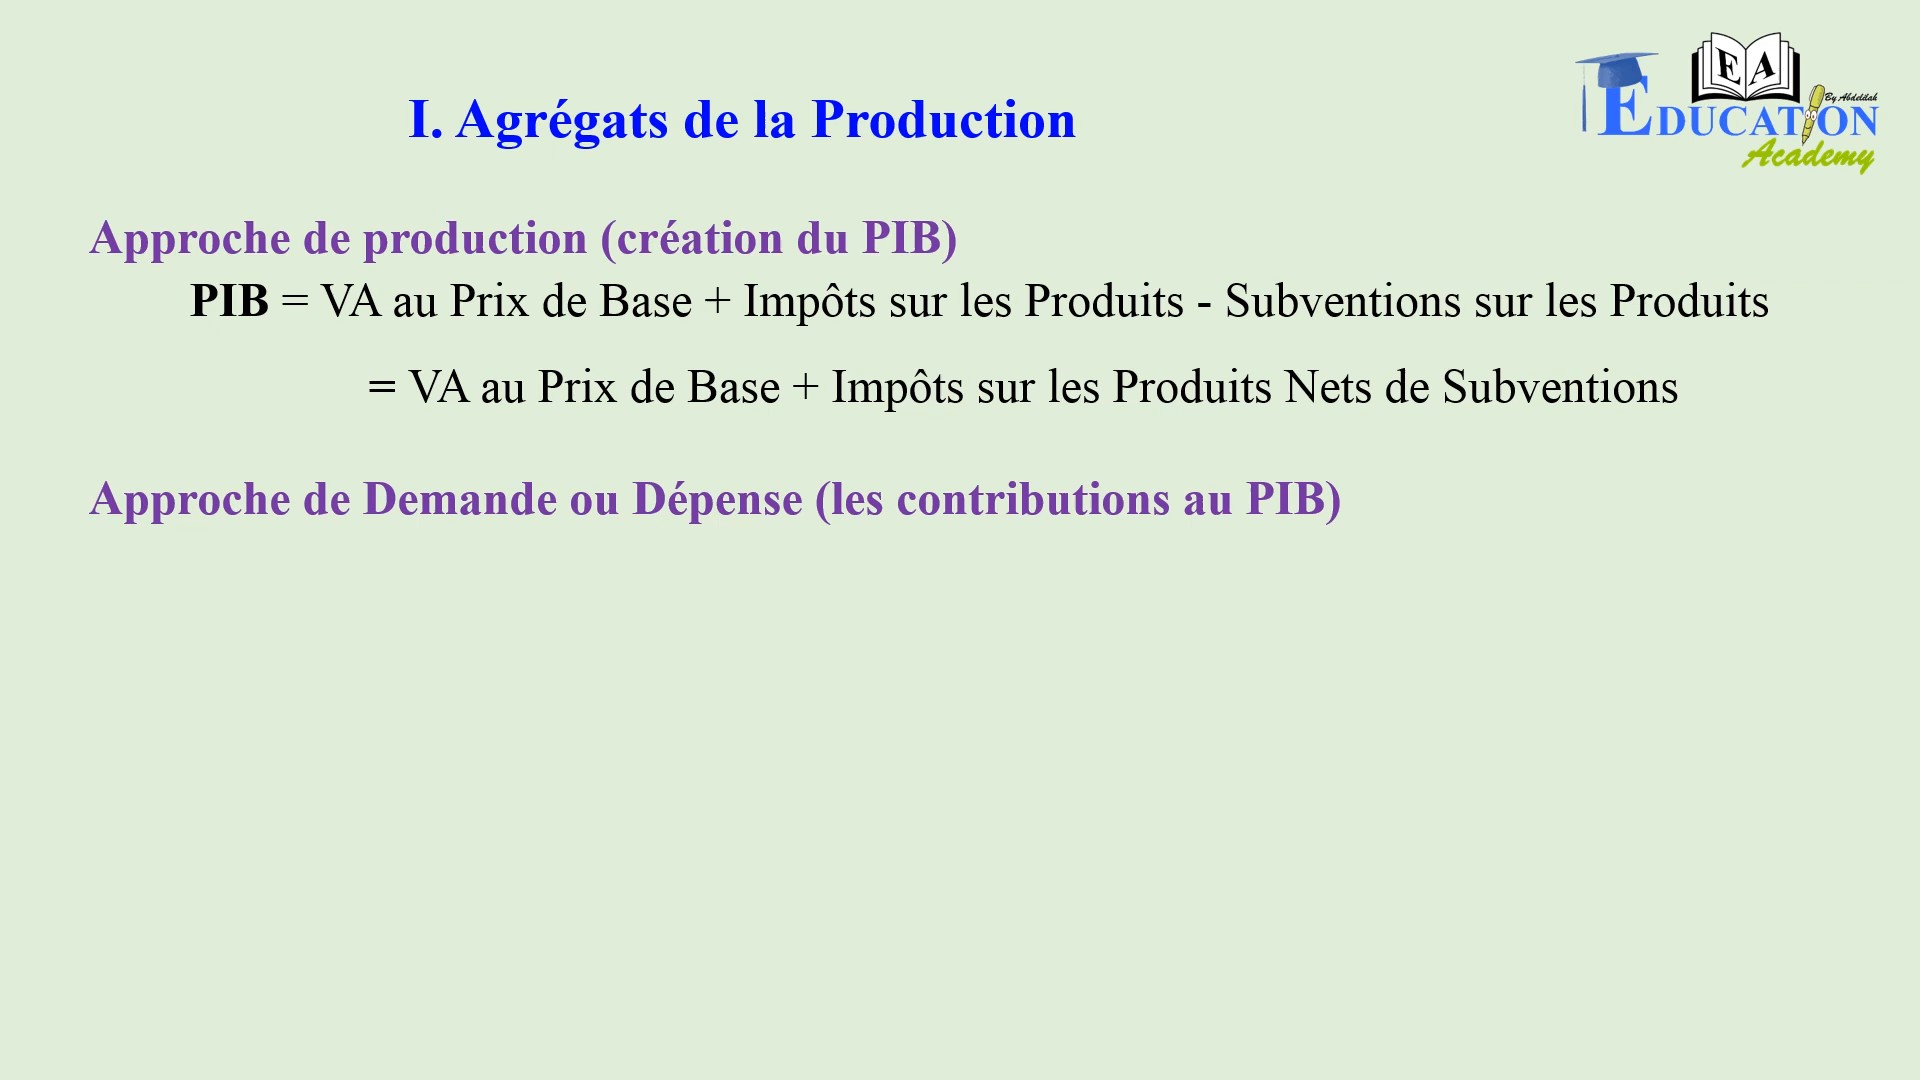 EA
By Abdelilah
EDUCATION
Academy
I. Agrégats de la Production
Approche de production (création du PIB)
PIB = VA au Prix de Base + Impôts sur les Produits - Subventions sur les Produits
= VA au Prix de Base + Impôts sur les Produits Nets de Subventions
Approche de Demande ou Dépense (les contributions au PIB)